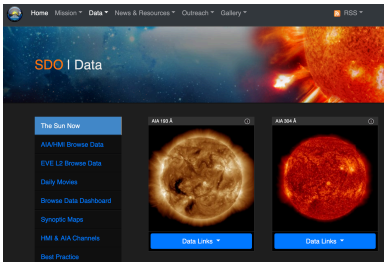 Home Mission Data News & Resources Outreach Gallery RSS
SDO | Data
The Sun Now
AIA/HMI Browse Data
EVE L2 Browse Data
Daily Movies
Browse Data Dashboard
Synoptic Maps
HMI & AIA Channels
Best Practice
AIA 193 Å
Data Links
AIA 304 Å
Data Links